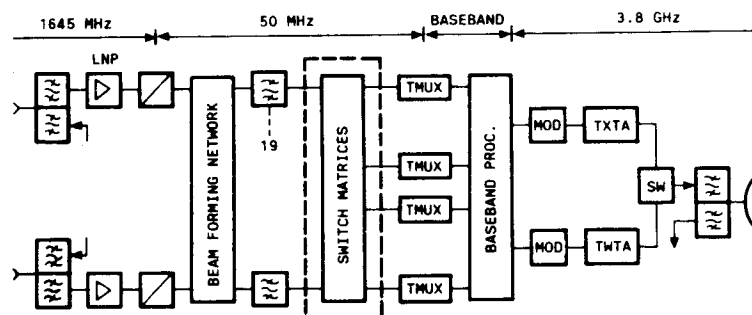 1645 MHz 50 MHz BASEBAND 3.8 GHz
LNP
BEAM FORMING NETWORK
19
SWITCH MATRICES
TMUX
TMUX
TMUX
TMUX
BASEBAND PROC.
MOD TXTA
SW
MOD TWTA